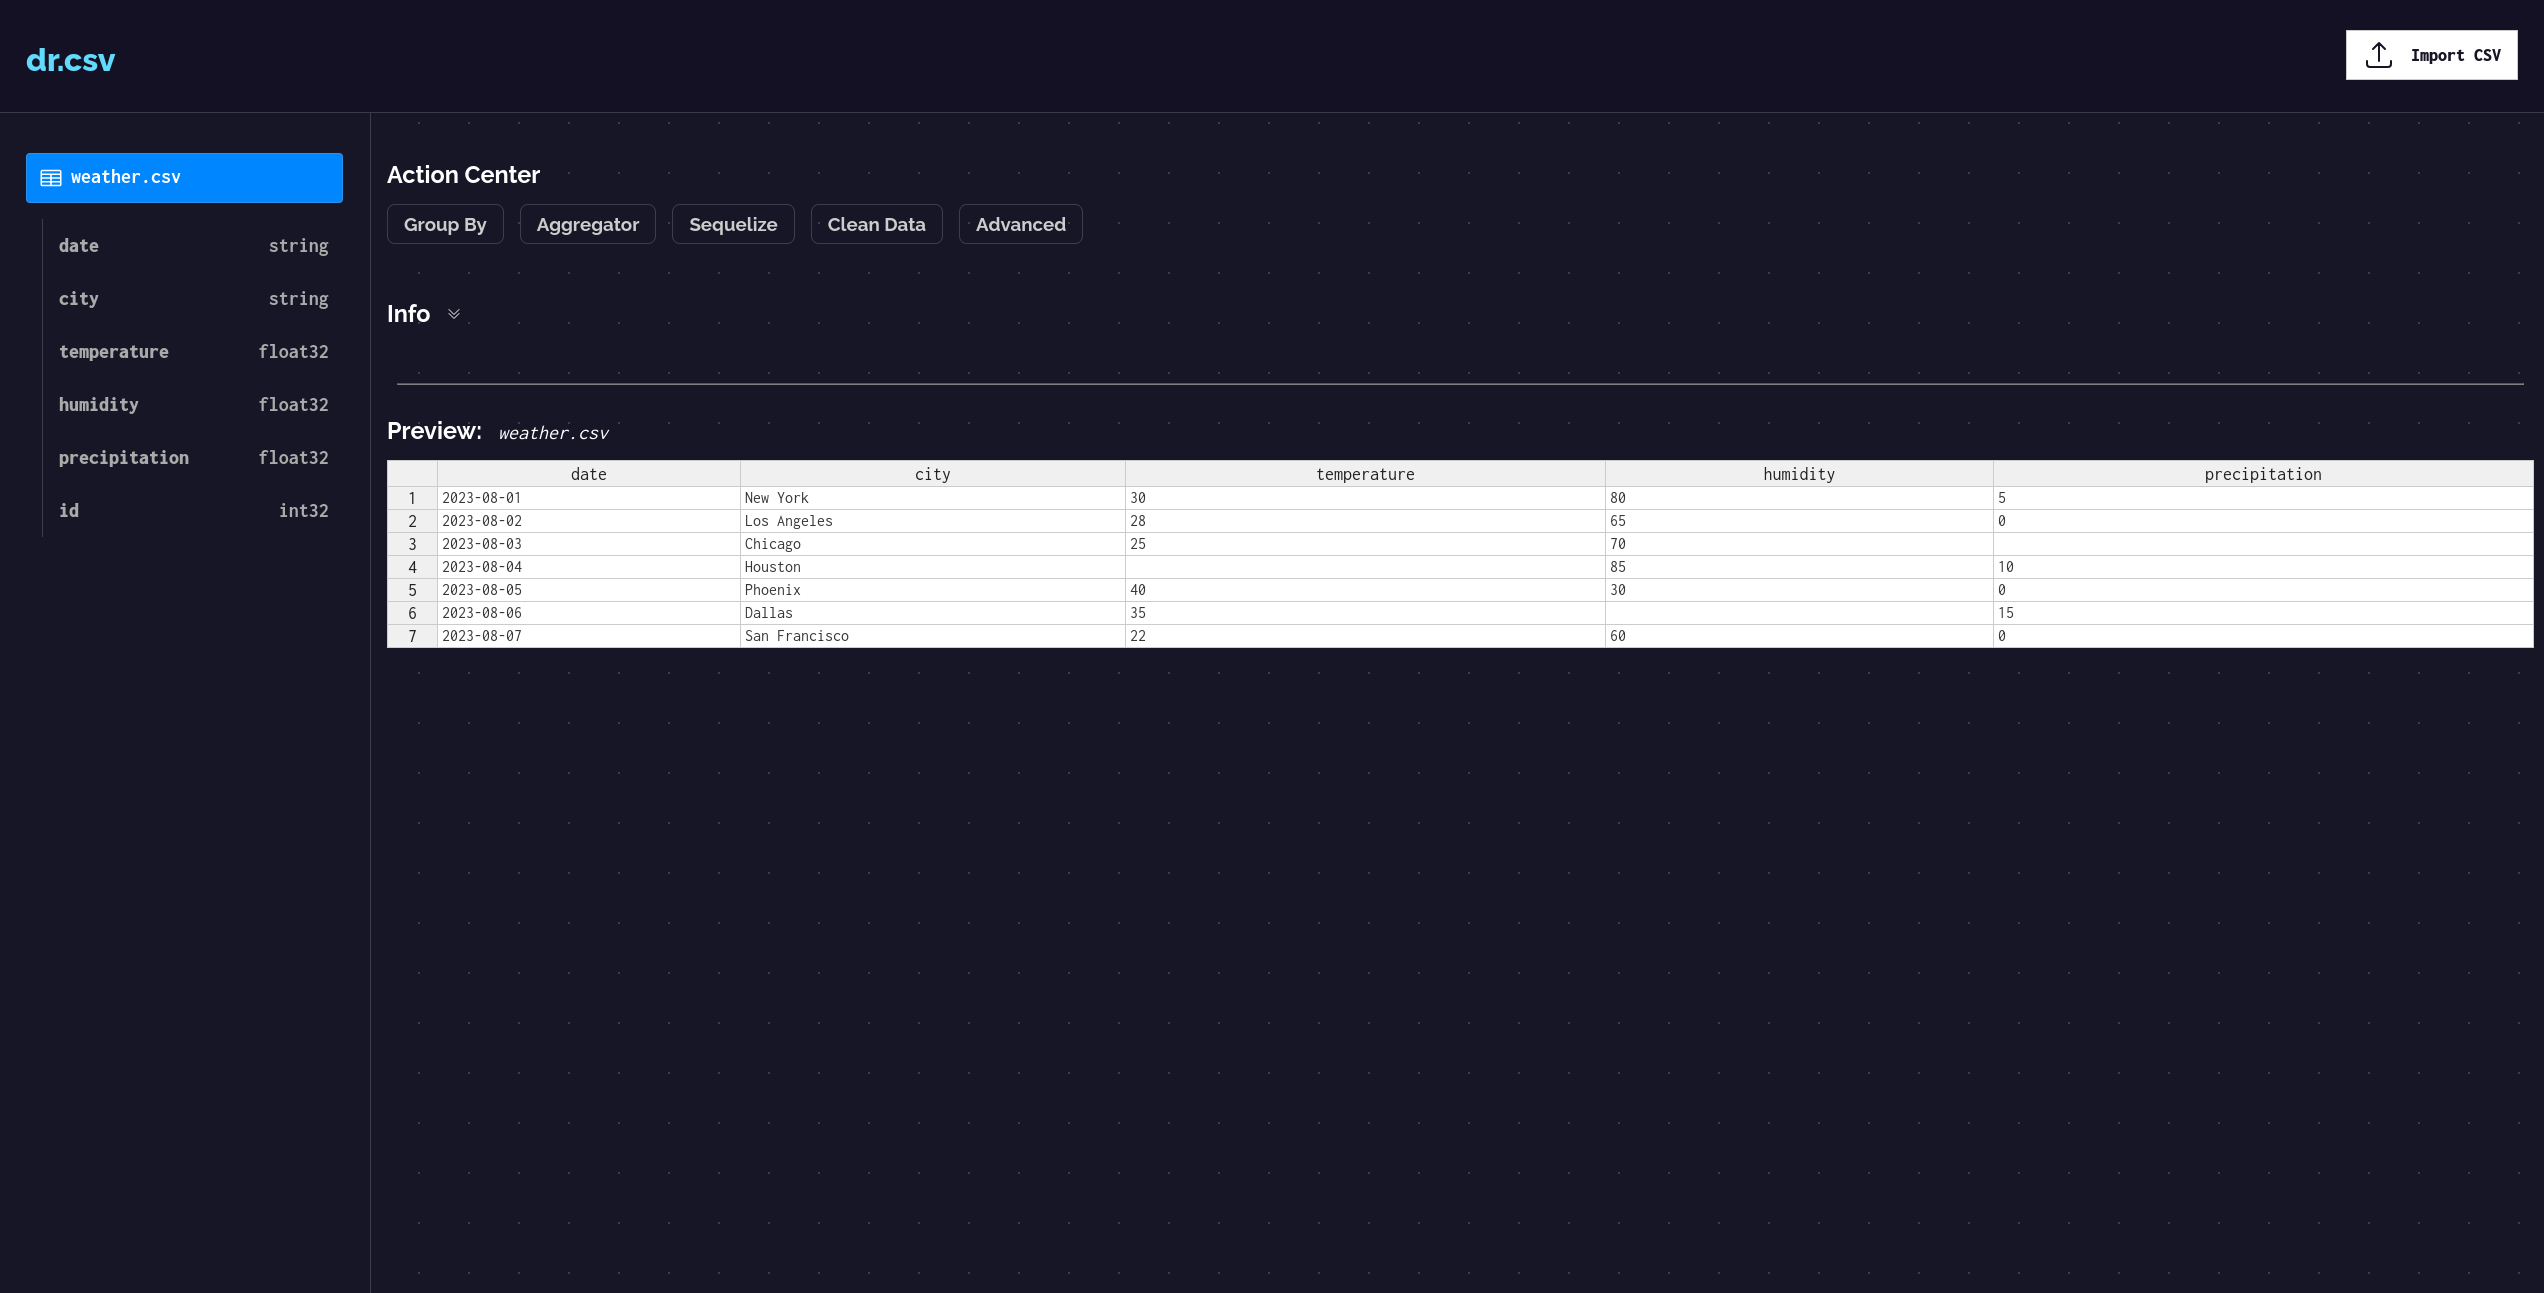 dr.csv
Import CSV
weather.csv
date string
city string
temperature float32
humidity float32
precipitation float32
id int32
Action Center
Group By Aggregator Sequelize Clean Data Advanced
Info
Preview: weather.csv
date city temperature humidity precipitation
1 2023-08-01 New York 30 80 5
2 2023-08-02 Los Angeles 28 65 0
3 2023-08-03 Chicago 25 70
4 2023-08-04 Houston 85 10
5 2023-08-05 Phoenix 40 30 0
6 2023-08-06 Dallas 35 15
7 2023-08-07 San Francisco 22 60 0